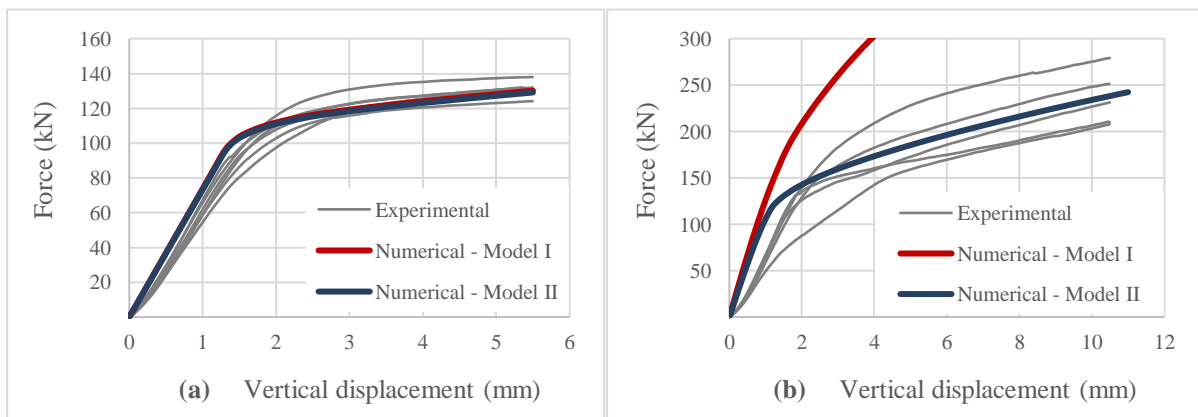 160
140
120
100
80
60
40
20
Force (kN)
0 1 2 3 4 5 6
Experimental
Numerical - Model I
Numerical - Model II
(a) Vertical displacement (mm)
300
250
200
150
100
50
Force (kN)
0 2 4 6 8 10 12
Experimental
Numerical - Model I
Numerical - Model II
(b) Vertical displacement (mm)